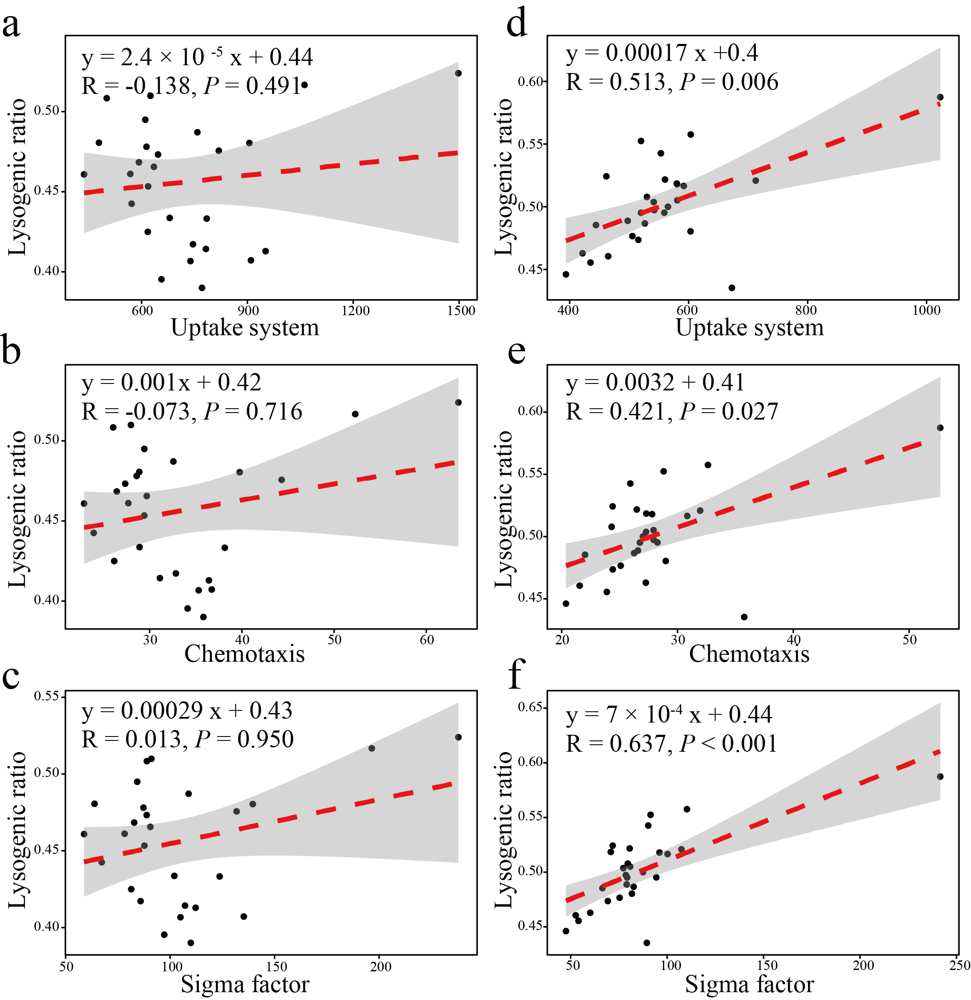 a
y = 2.4 × 10 -5 x + 0.44
R = -0.138, P = 0.491
Lysogenic ratio
0.50
0.45
0.40
600 900 1200 1500
Uptake system
d
y = 0.00017 x +0.4
R = 0.513, P = 0.006
Lysogenic ratio
0.60
0.55
0.50
0.45
400 600 800 1000
Uptake system
b
y = 0.001x + 0.42
R = -0.073, P = 0.716
Lysogenic ratio
0.50
0.45
0.40
30 40 50 60
Chemotaxis
e
y = 0.0032 + 0.41
R = 0.421, P = 0.027
Lysogenic ratio
0.60
0.55
0.50
0.45
20 30 40 50
Chemotaxis
c
y = 0.00029 x + 0.43
R = 0.013, P = 0.950
Lysogenic ratio
0.55
0.50
0.45
0.40
50 100 150 200
Sigma factor
f
y = 7 × 10-4 x + 0.44
R = 0.637, P < 0.001
Lysogenic ratio
0.65
0.60
0.55
0.50
0.45
50 100 150 200 250
Sigma factor